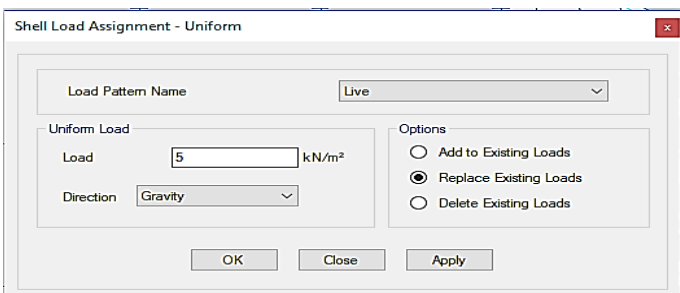 Shell Load Assignment - Uniform
Load Pattern Name Live
Uniform Load
Load 5 kN/m²
Direction Gravity
Options
Add to Existing Loads
Replace Existing Loads
Delete Existing Loads
OK Close Apply